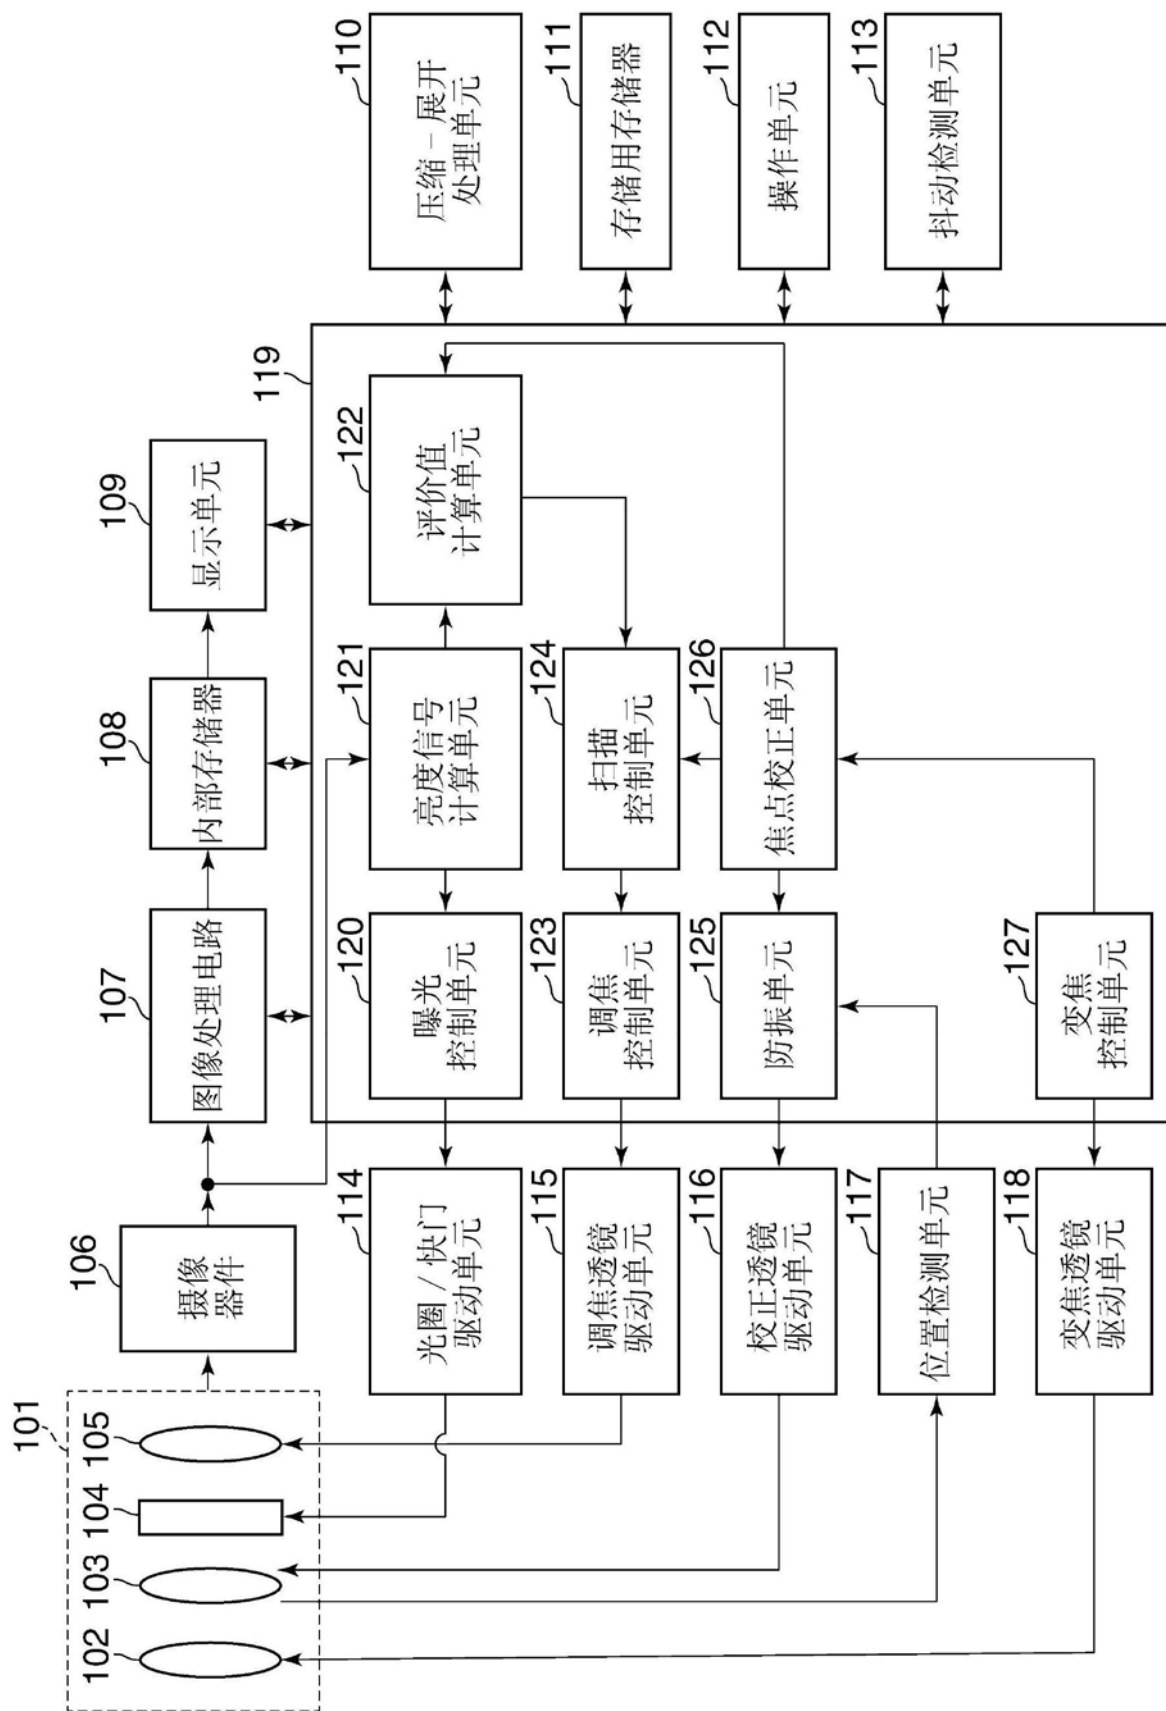 101
102
103
104
105
106
摄像
器件
107
图像处理电路
108
内部存储器
109
显示单元
119
114
光圈/快门
驱动单元
120
曝光
控制单元
121
亮度信号
计算单元
122
评价值
计算单元
110
压缩-展开
处理单元
115
调焦透镜
驱动单元
123
调焦
控制单元
124
扫描
控制单元
111
存储用存储器
116
校正透镜
驱动单元
125
防振单元
126
焦点校正单元
112
操作单元
117
位置检测单元
113
抖动检测单元
118
变焦透镜
驱动单元
127
变焦
控制单元